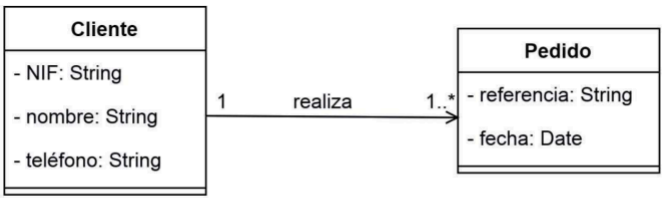 Cliente
- NIF: String
- nombre: String
- teléfono: String
1
realiza
1..*
Pedido
- referencia: String
- fecha: Date